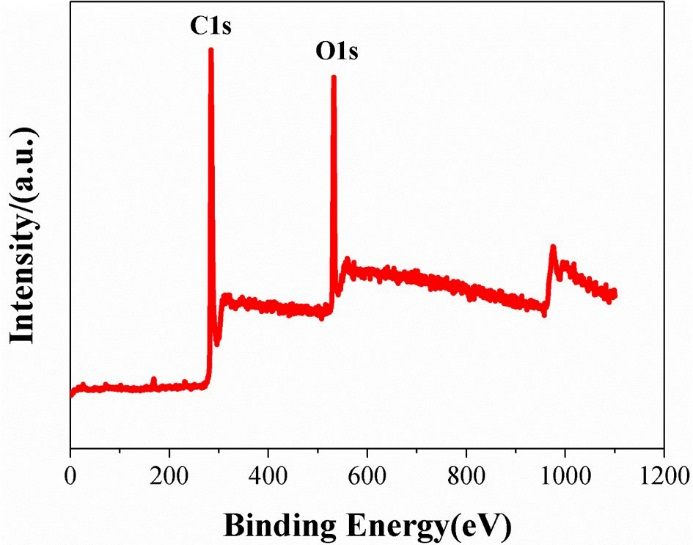 C1s
O1s
Intensity/(a.u.)
0 200 400 600 800 1000 1200
Binding Energy(eV)